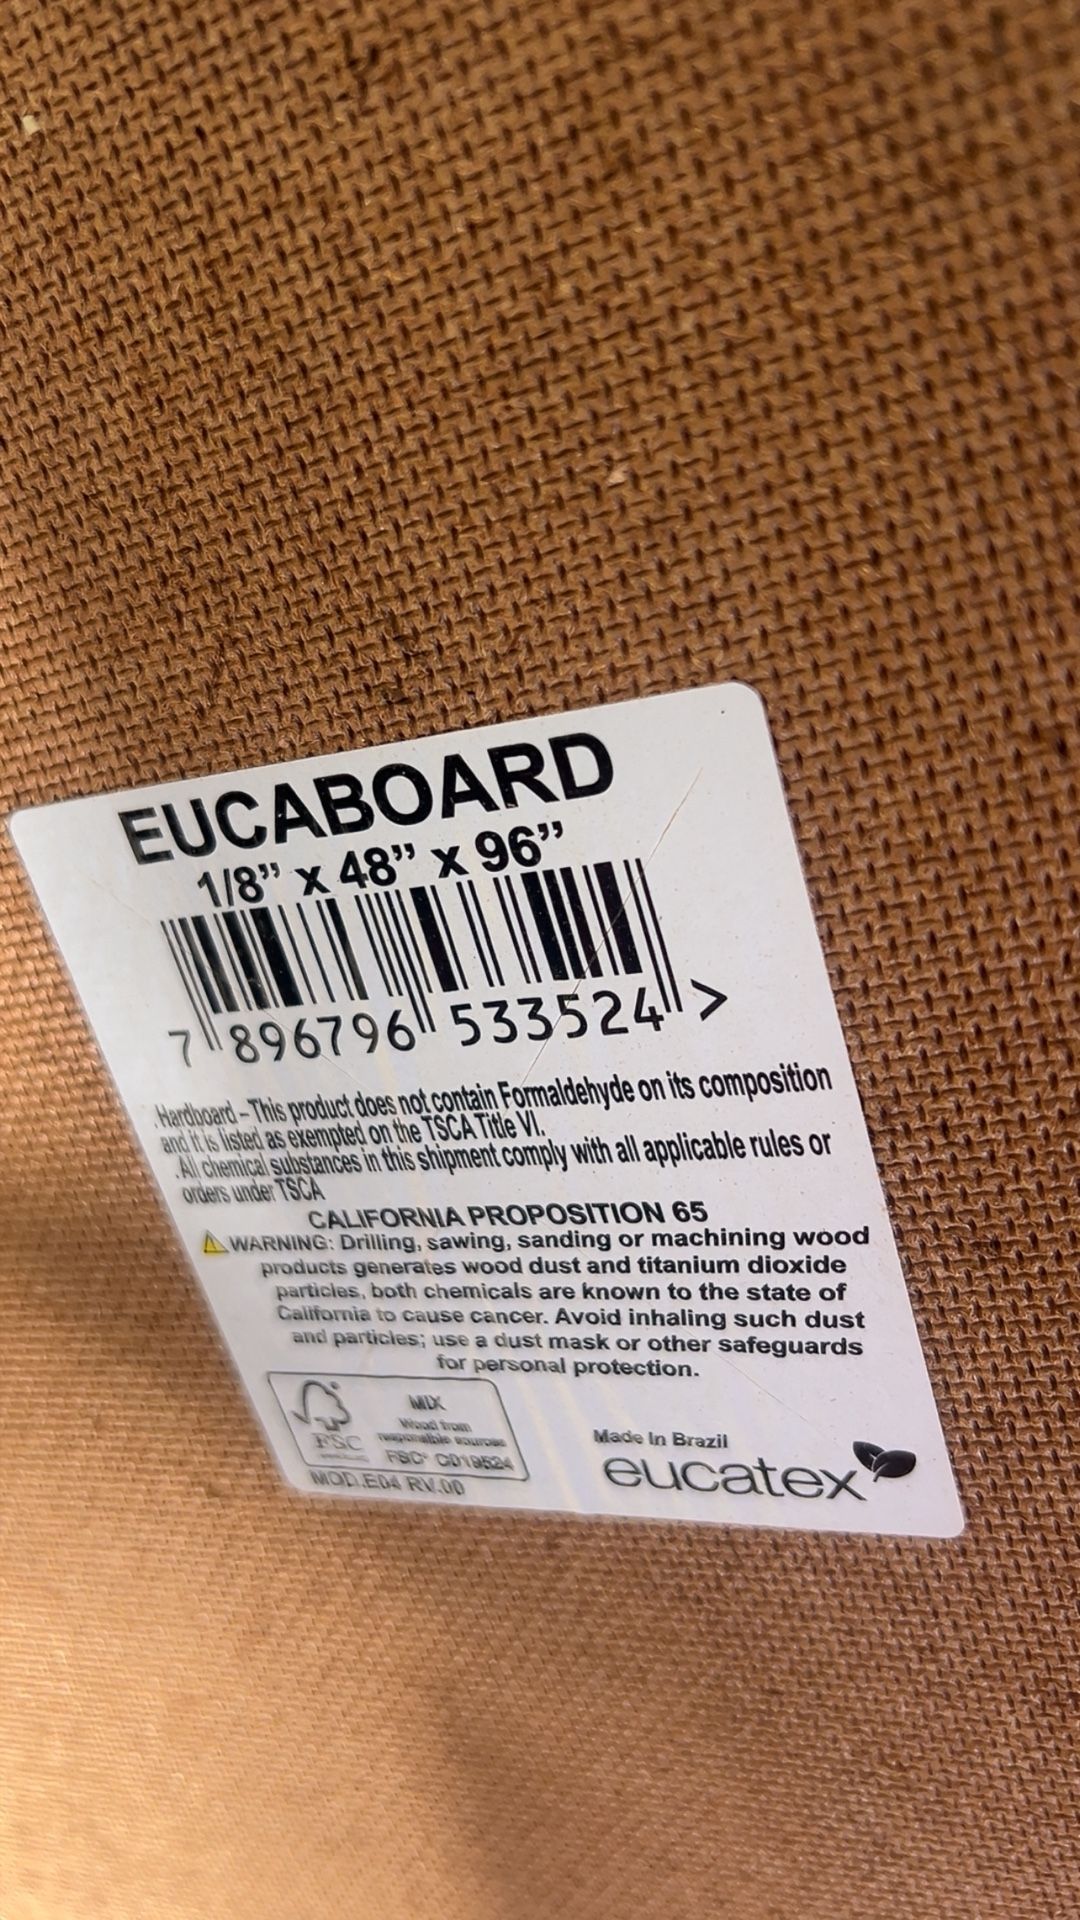 EUCABOARD
1/8” x 48” x 96”
7 896796 533524 >
. Hardboard – This product does not contain Formaldehyde on its composition
and it is listed as exempted on the TSCA Title VI.
. All chemical substances in this shipment comply with all applicable rules or
orders under TSCA
CALIFORNIA PROPOSITION 65
WARNING: Drilling, sawing, sanding or machining wood
products generates wood dust and titanium dioxide
particles, both chemicals are known to the state of
California to cause cancer. Avoid inhaling such dust
and particles; use a dust mask or other safeguards
for personal protection.
FSC
MIX
Wood from
responsible sources
FSC® C019524
MOD.E04 RV.00
Made In Brazil
eucatex